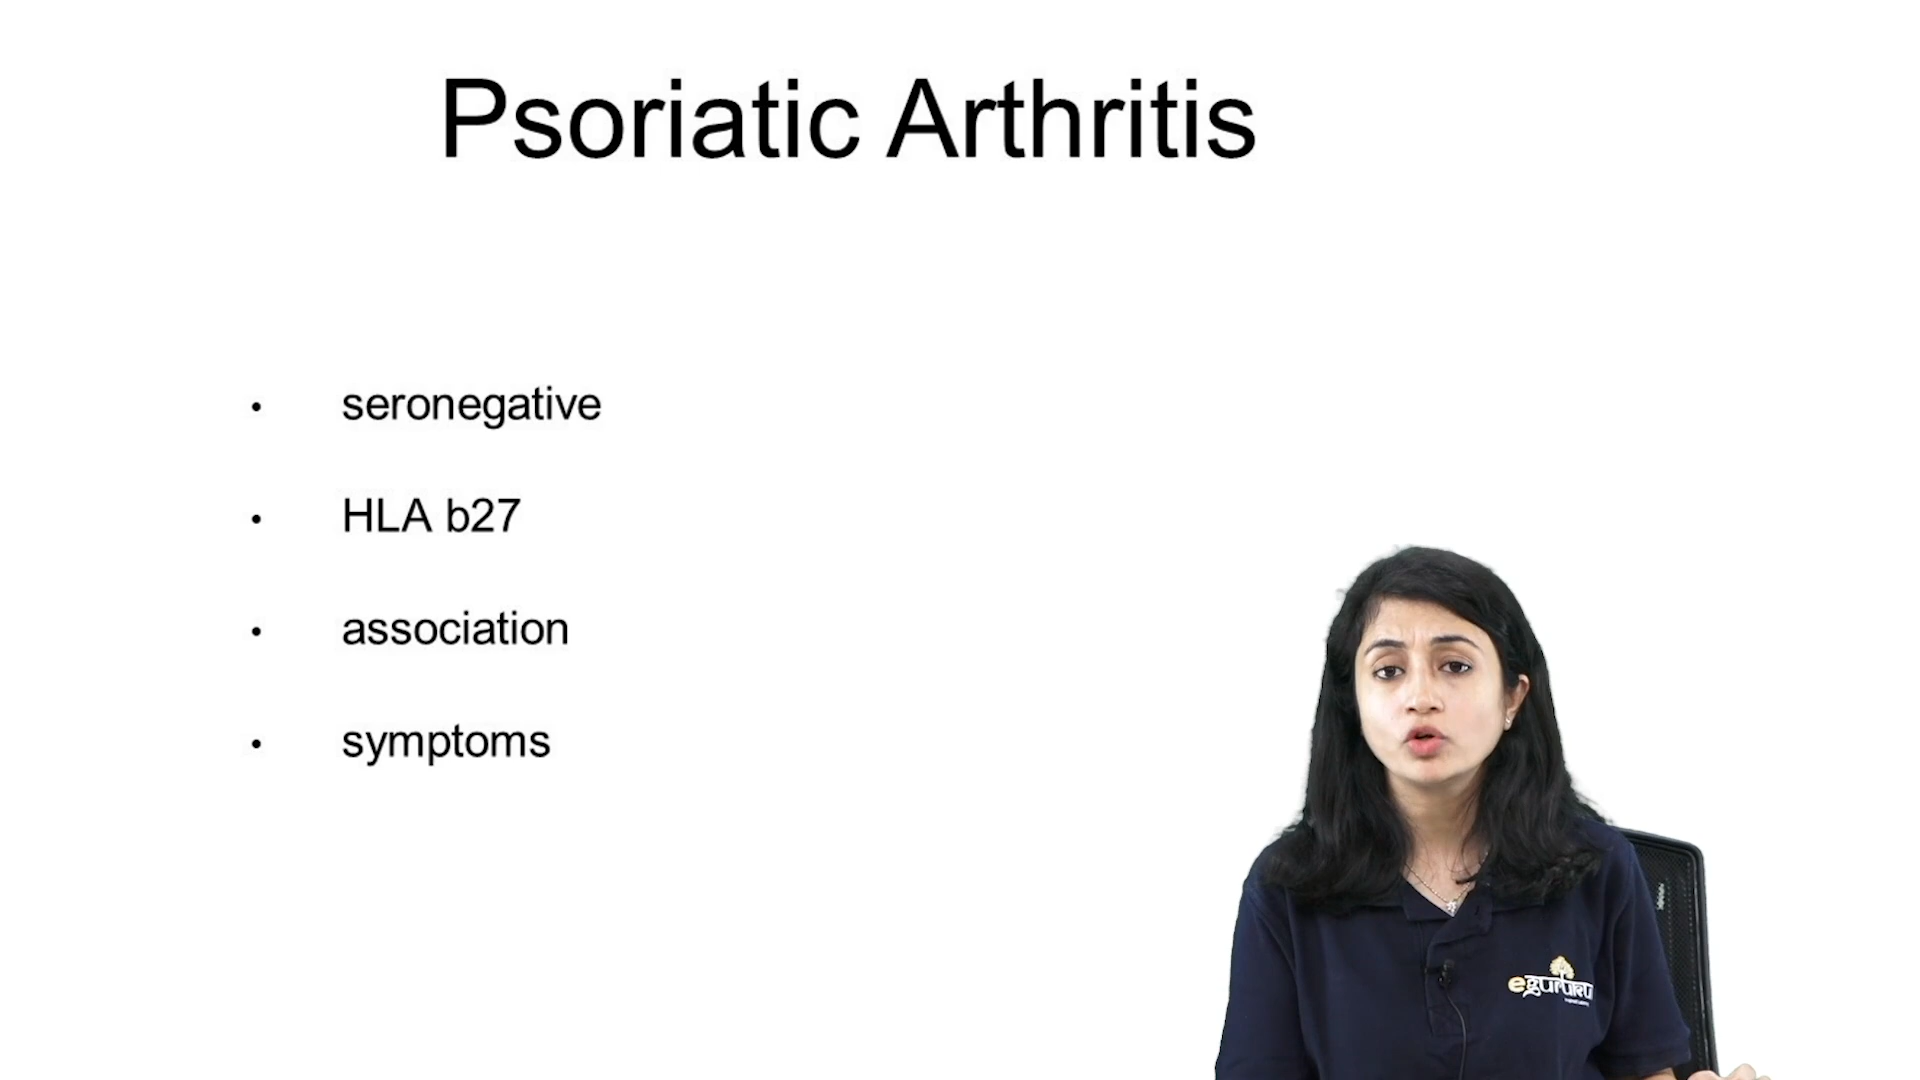 Psoriatic Arthritis
• seronegative
• HLA b27
• association
• symptoms